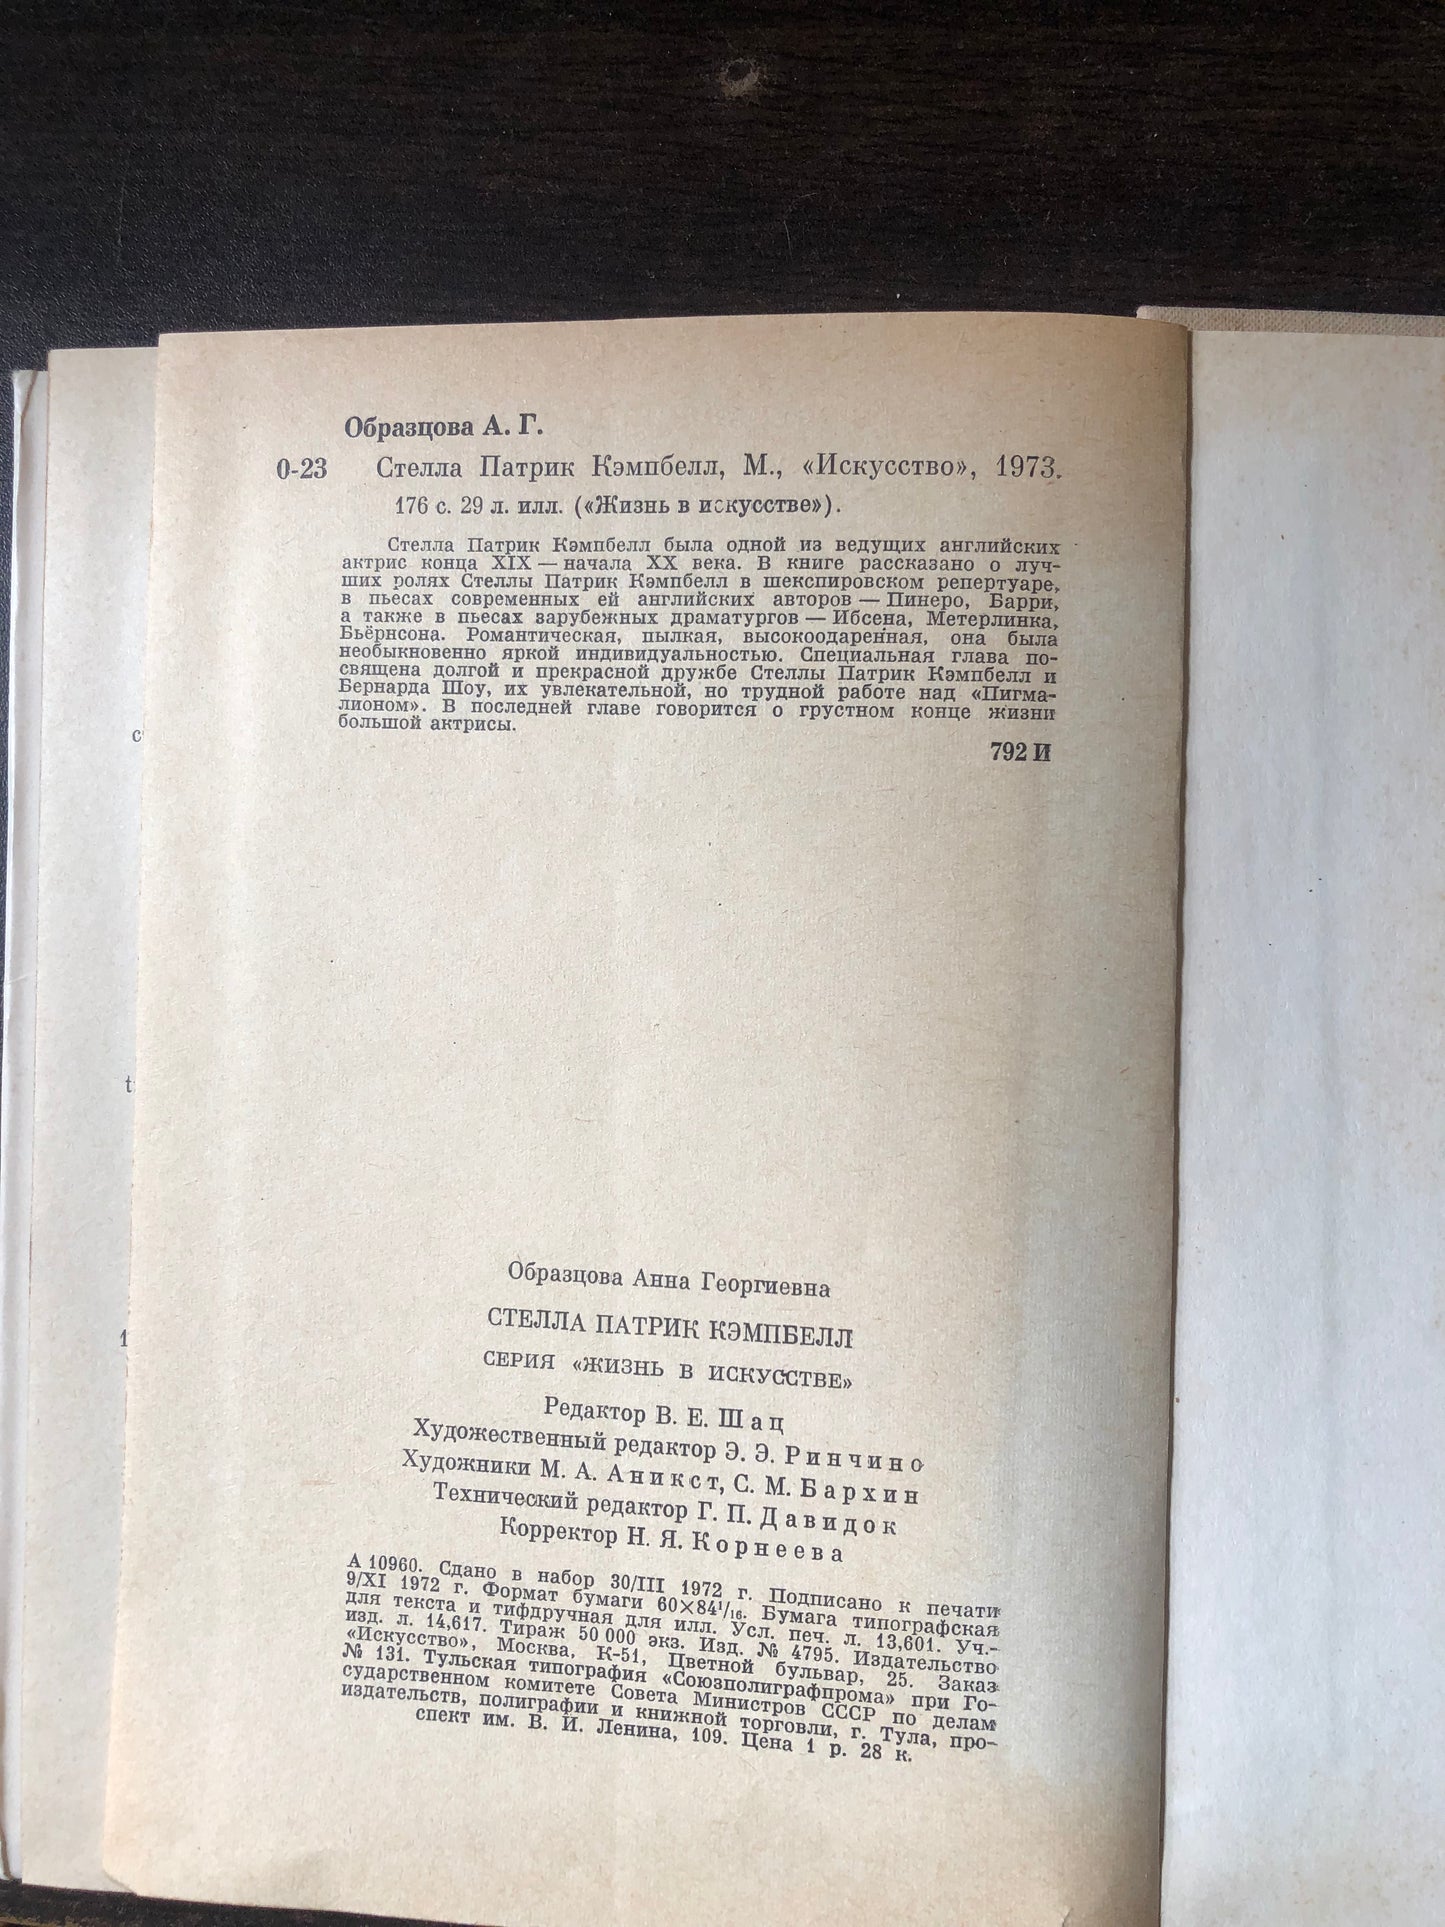 Образцова А. Г.
О-23 Стелла Патрик Кэмпбелл, М., «Искусство», 1973.
176 с. 29 л. илл. («Жизнь в искусстве»).
Стелла Патрик Кэмпбелл была одной из ведущих английских
актрис конца XIX — начала XX века. В книге рассказано о луч-
ших ролях Стеллы Патрик Кэмпбелл в шекспировском репертуаре,
в пьесах современных ей английских авторов — Пинеро, Барри,
а также в пьесах зарубежных драматургов — Ибсена, Метерлинка,
Бьёрнсона. Романтическая, пылкая, высокоодаренная, она была
необыкновенно яркой индивидуальностью. Специальная глава по-
священа долгой и прекрасной дружбе Стеллы Патрик Кэмпбелл и
Бернарда Шоу, их увлекательной, но трудной работе над «Пигма-
лионом». В последней главе говорится о грустном конце жизни
большой актрисы.
792 И
Образцова Анна Георгиевна
СТЕЛЛА ПАТРИК КЭМПБЕЛЛ
СЕРИЯ «ЖИЗНЬ В ИСКУССТВЕ»
Редактор В. Е. Шац
Художественный редактор Э. Э. Ринчино
Художники М. А. Аникст, С. М. Бархин
Технический редактор Г. П. Давидок
Корректор Н. Я. Корнеева
А 10960. Сдано в набор 30/III 1972 г. Подписано к печати
9/XI 1972 г. Формат бумаги 60×84 1/16. Бумага типографская
для текста и тифдручная для илл. Усл. печ. л. 13,601. Уч.-
изд. л. 14,617. Тираж 50 000 экз. Изд. № 4795. Издательство
«Искусство», Москва, К-51, Цветной бульвар, 25. Заказ
№ 131. Тульская типография «Союзполиграфпрома» при Го-
сударственном комитете Совета Министров СССР по делам
издательств, полиграфии и книжной торговли, г. Тула, про-
спект им. В. И. Ленина, 109. Цена 1 р. 28 к.